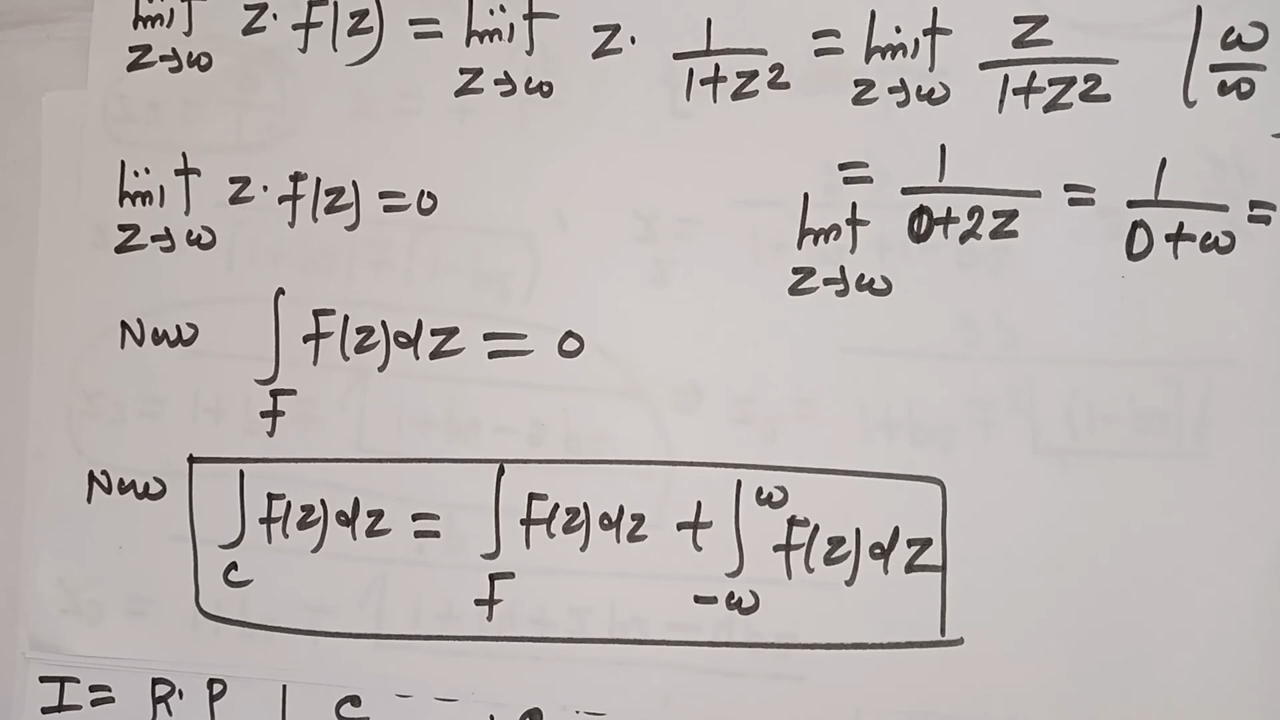 limit z→∞ z· f(z) = limit z→∞ z· 1/(1+z²) = limit z→∞ z/(1+z²) | ∞/∞
limit z→∞ z· f(z) = 0
= limit z→∞ 1/(0+2z) = 1/(0+∞) =
Now ∫_Γ F(z)dz = 0
Now ∫_c F(z)dz = ∫_Γ F(z)dz + ∫_-∞^∞ f(z)dz
I = R.P